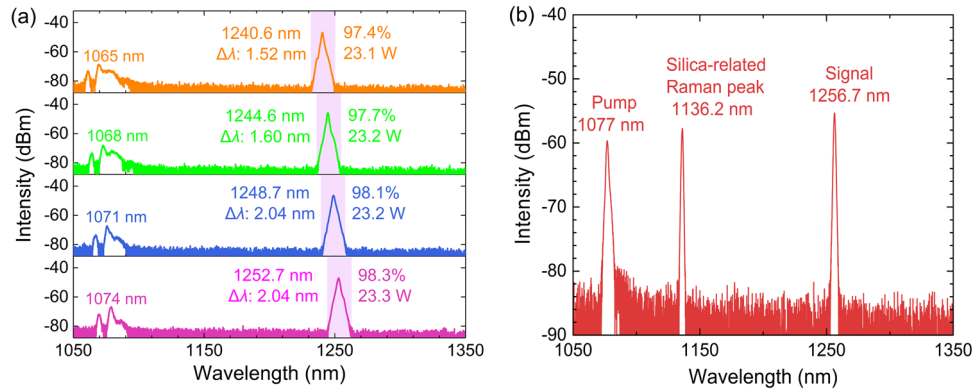 (a)
Intensity (dBm)
-40
-60
-80
1065 nm
1240.6 nm
Δλ: 1.52 nm
97.4%
23.1 W
-40
-60
-80
1068 nm
1244.6 nm
Δλ: 1.60 nm
97.7%
23.2 W
-40
-60
-80
1071 nm
1248.7 nm
Δλ: 2.04 nm
98.1%
23.2 W
-40
-60
-80
1074 nm
1252.7 nm
Δλ: 2.04 nm
98.3%
23.3 W
1050 1150 1250 1350
Wavelength (nm)
(b)
Intensity (dBm)
-40
-50
-60
-70
-80
-90
Pump
1077 nm
Silica-related
Raman peak
1136.2 nm
Signal
1256.7 nm
1050 1150 1250 1350
Wavelength (nm)